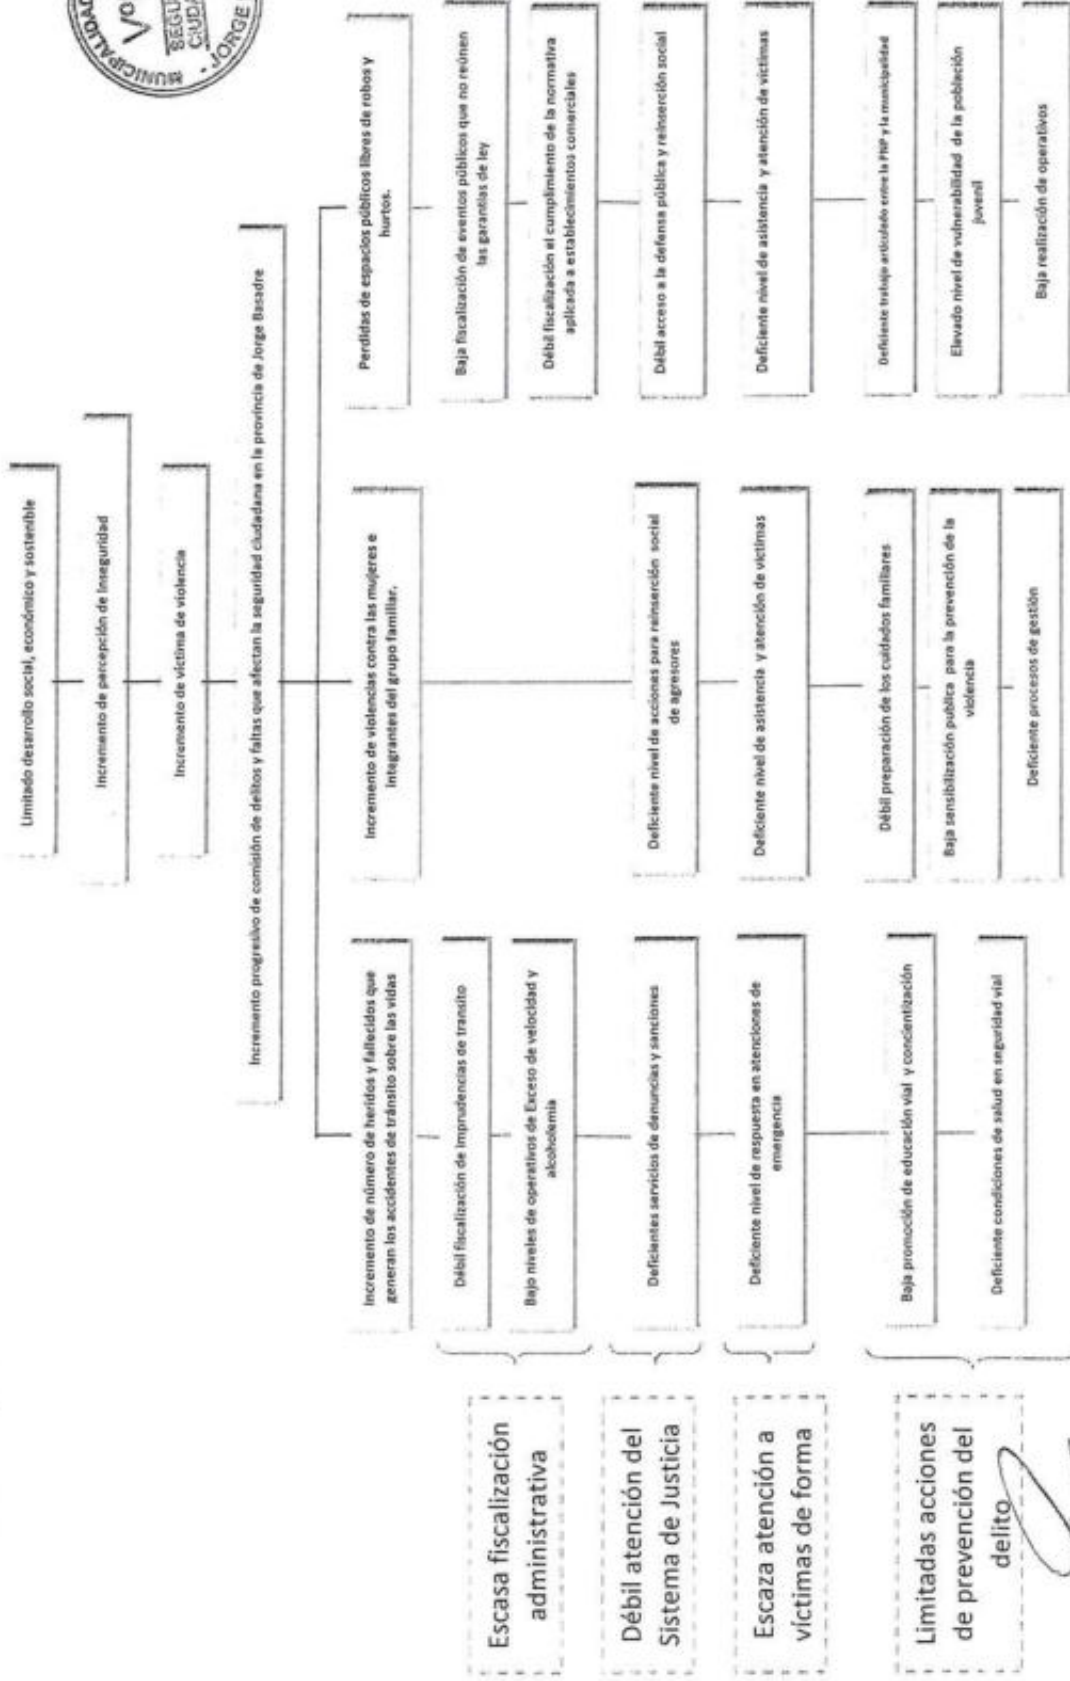 MUNICIPALIDAD
JORGE
Limitado desarrollo social, económico y sostenible
Incremento de percepción de Inseguridad
Incremento de víctima de violencia
Incremento progresivo de comisión de delitos y faltas que afectan la seguridad ciudadana en la provincia de Jorge Basadre
Incremento de número de heridos y fallecidos que
generan los accidentes de tránsito sobre las vidas
Incremento de violencias contra las mujeres e
integrantes del grupo familiar.
Perdidas de espacios públicos libres de robos y
hurtos.
Escasa fiscalización
administrativa
Débil fiscalización de imprudencias de transito
Bajo niveles de operativos de Exceso de velocidad y
alcoholemia
Baja fiscalización de eventos públicos que no reúnen
las garantías de ley
Débil fiscalización el cumplimiento de la normativa
aplicada a establecimientos comerciales
Débil atención del
Sistema de Justicia
Deficientes servicios de denuncias y sanciones
Deficiente nivel de acciones para reinserción social
de agresores
Débil acceso a la defensa pública y reinserción social
Escaza atención a
víctimas de forma
Deficiente nivel de respuesta en atenciones de
emergencia
Deficiente nivel de asistencia y atención de víctimas
Deficiente nivel de asistencia y atención de víctimas
Limitadas acciones
de prevención del
delito
Baja promoción de educación vial y concientización
Deficiente condiciones de salud en seguridad vial
Débil preparación de los cuidados familiares
Baja sensibilización publica para la prevención de la
violencia
Deficiente procesos de gestión
Deficiente trabajo articulado entre la PNP y la municipalidad
Elevado nivel de vulnerabilidad de la población
juvenil
Baja realización de operativos